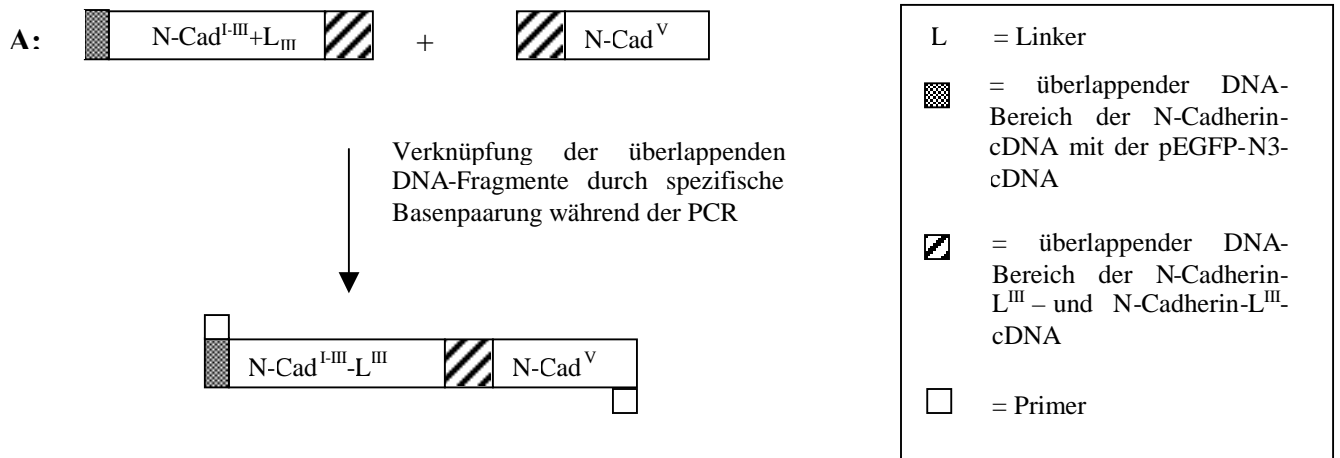 A: N-Cad^I-III+L_III + N-Cad^V
Verknüpfung der überlappenden
DNA-Fragmente durch spezifische
Basenpaarung während der PCR
N-Cad^I-III-L^III N-Cad^V
L = Linker
= überlappender DNA-
Bereich der N-Cadherin-
cDNA mit der pEGFP-N3-
cDNA
= überlappender DNA-
Bereich der N-Cadherin-
L^III – und N-Cadherin-L^III-
cDNA
= Primer